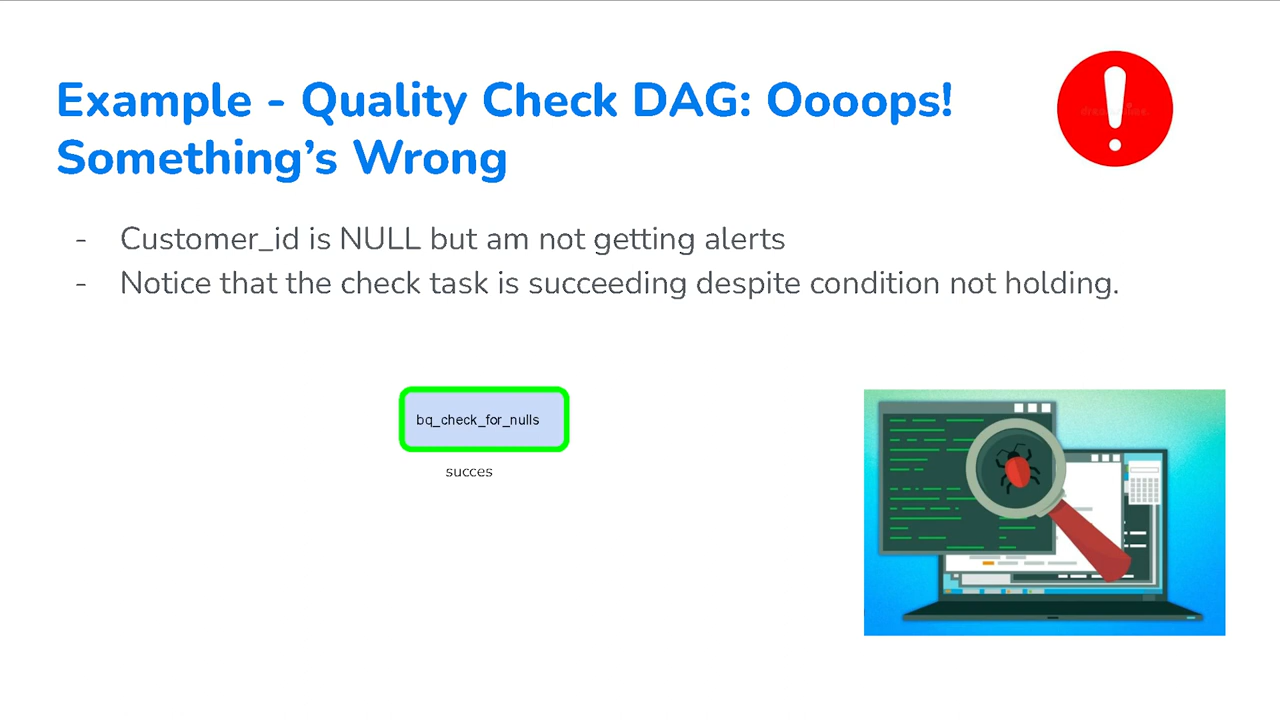 Example - Quality Check DAG: Oooops!
Something's Wrong
- Customer_id is NULL but am not getting alerts
- Notice that the check task is succeeding despite condition not holding.
bq_check_for_nulls
succes